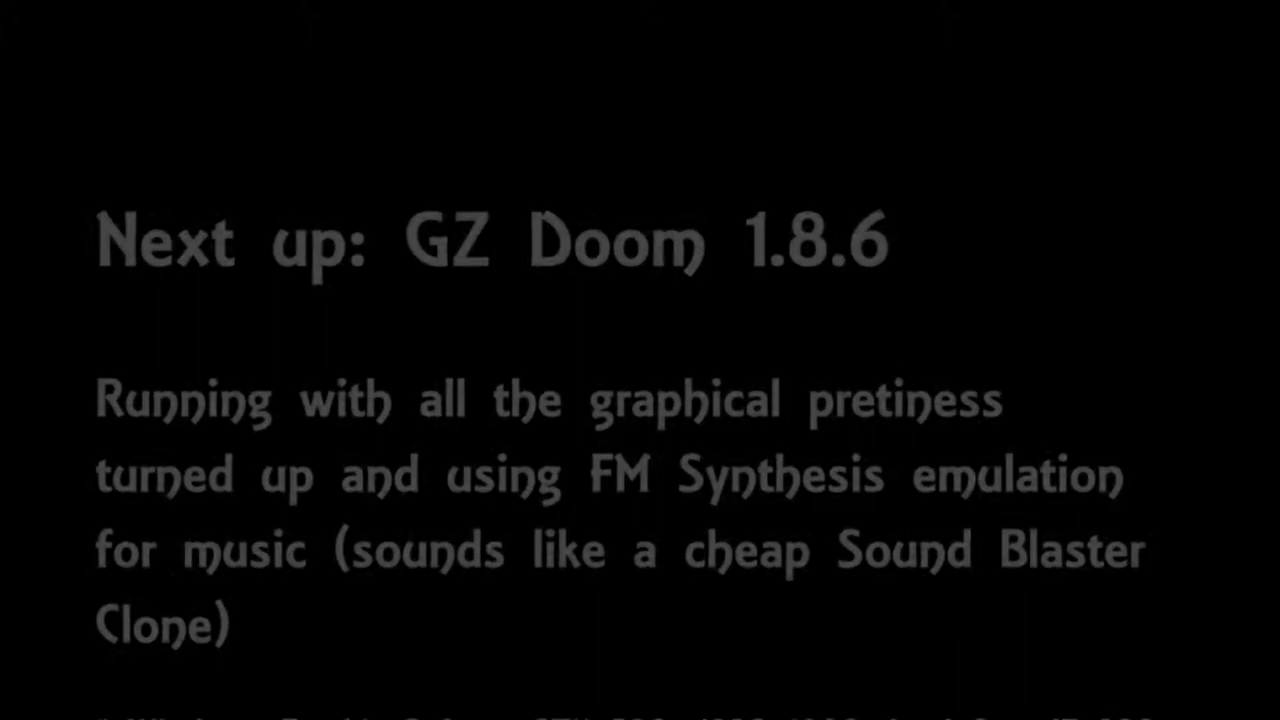 Next up: GZ Doom 1.8.6
Running with all the graphical pretiness
turned up and using FM Synthesis emulation
for music (sounds like a cheap Sound Blaster
Clone)